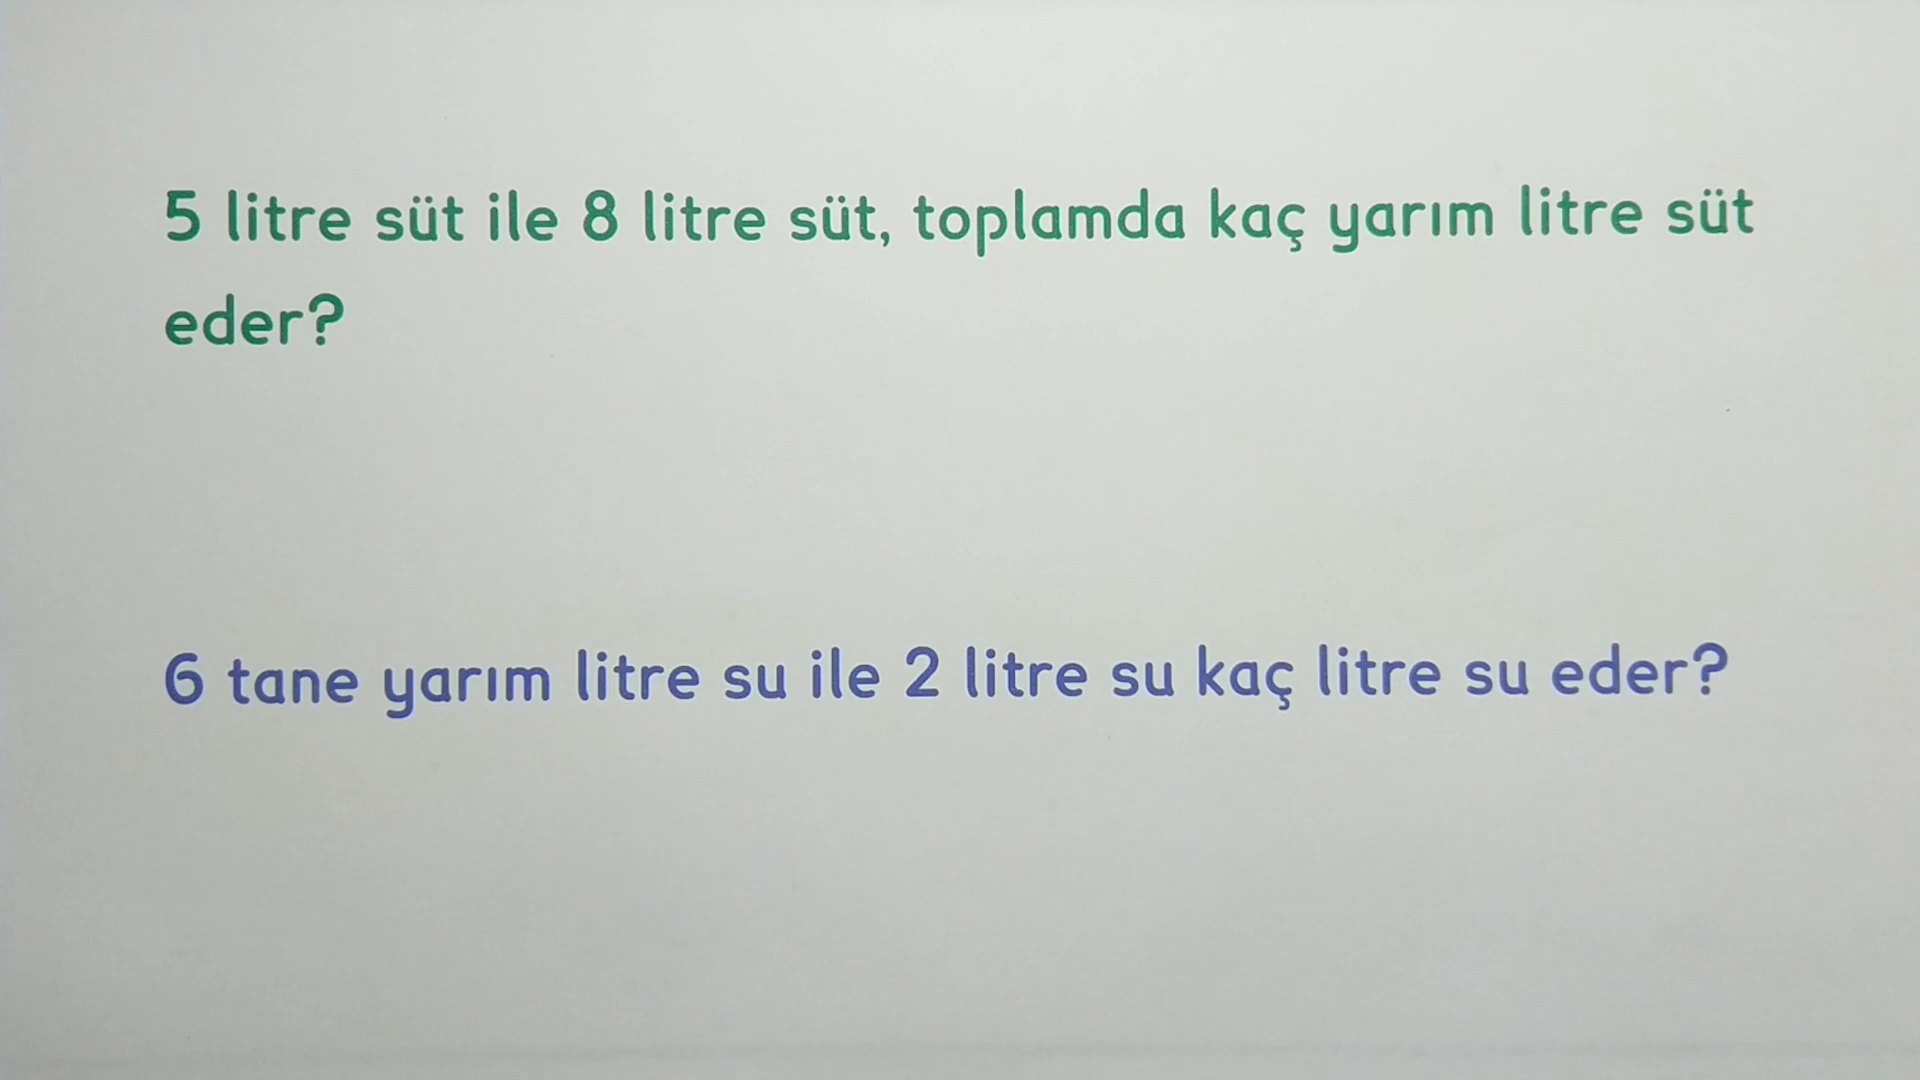 5 litre süt ile 8 litre süt, toplamda kaç yarım litre süt
eder?
6 tane yarım litre su ile 2 litre su kaç litre su eder?